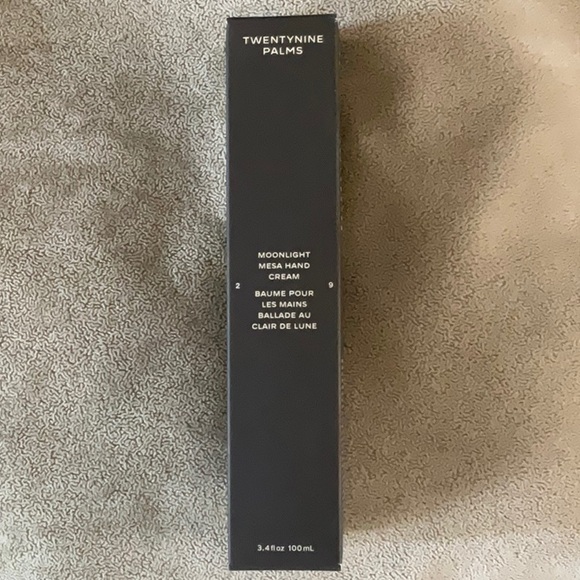 TWENTYNINE
PALMS
MOONLIGHT
MESA HAND
CREAM
2 9
BAUME POUR
LES MAINS
BALLADE AU
CLAIR DE LUNE
3.4 fl oz 100 mL